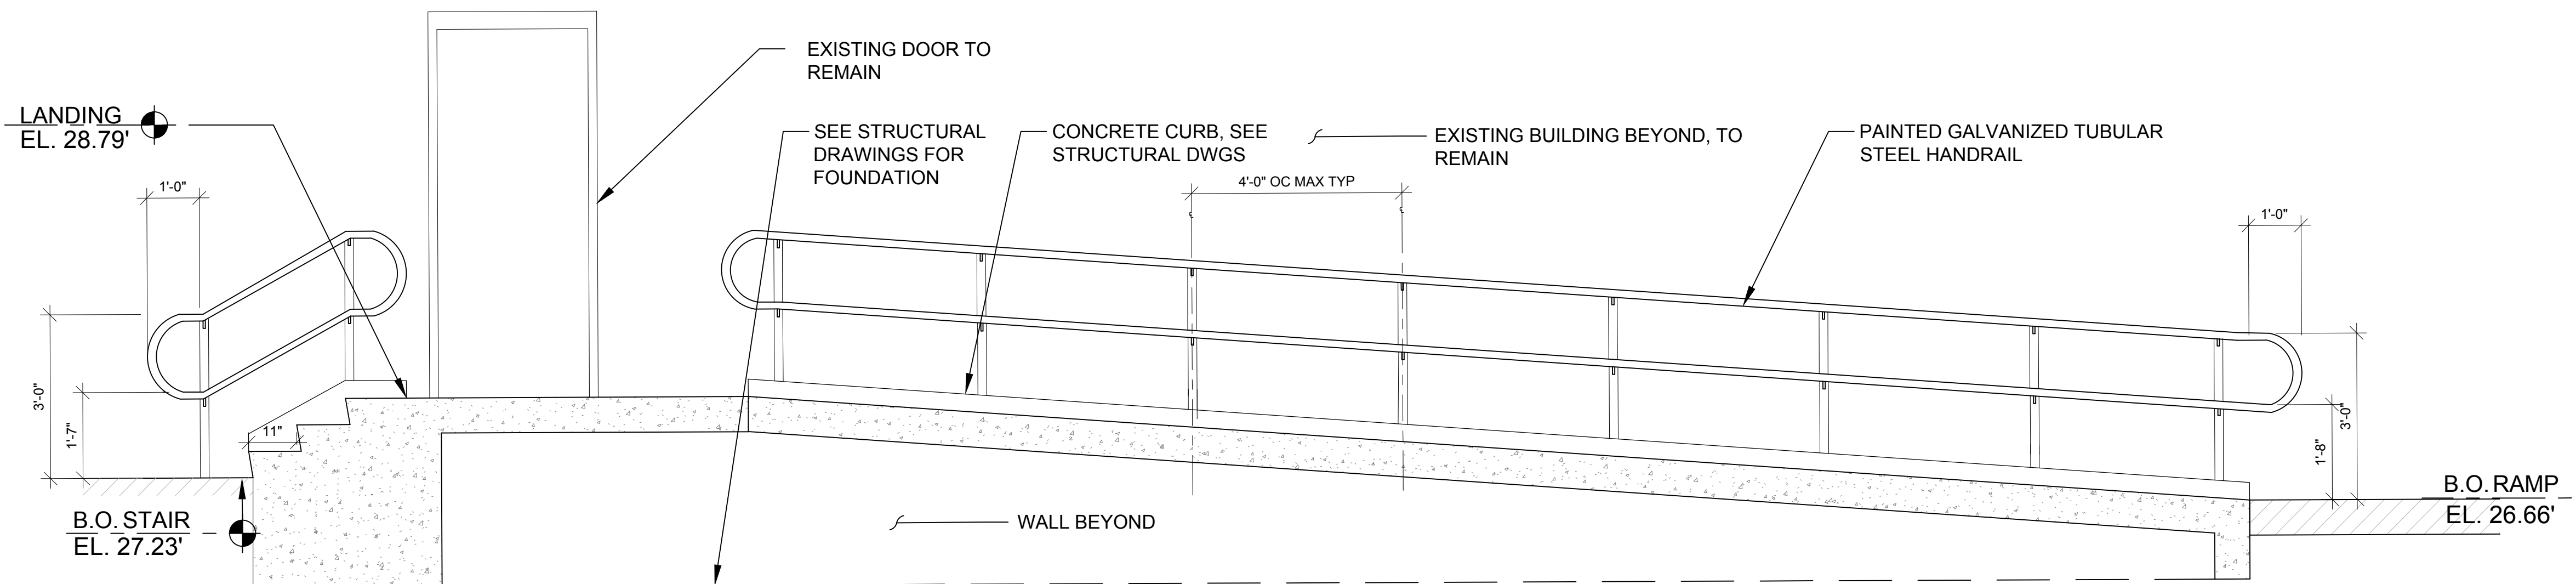 EXISTING DOOR TO
REMAIN
LANDING
EL. 28.79'
SEE STRUCTURAL
DRAWINGS FOR
FOUNDATION
CONCRETE CURB, SEE
STRUCTURAL DWGS
EXISTING BUILDING BEYOND, TO
REMAIN
PAINTED GALVANIZED TUBULAR
STEEL HANDRAIL
1'-0"
4'-0" OC MAX TYP
℄
℄
1'-0"
3'-0"
1'-7"
11"
1'-8"
3'-0"
B.O. STAIR
EL. 27.23'
WALL BEYOND
B.O. RAMP
EL. 26.66'